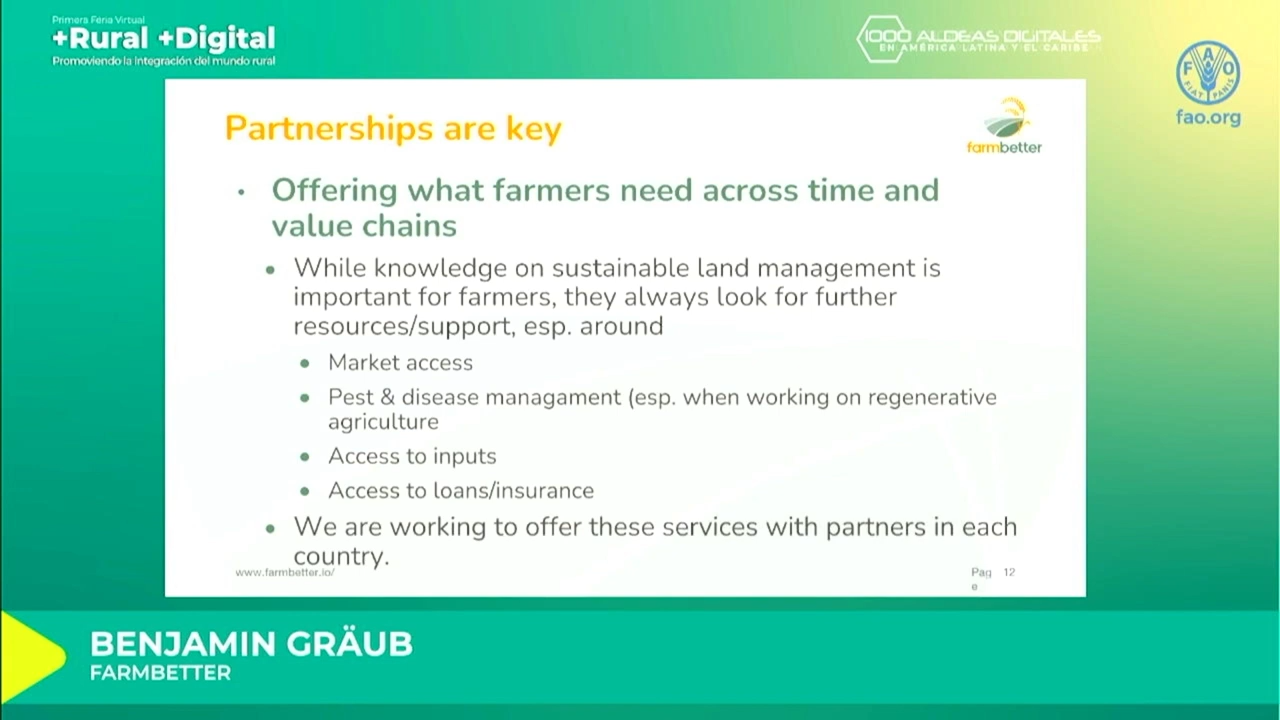 Primera Feria Virtual
+Rural +Digital
Promoviendo la integración del mundo rural
1000 ALDEAS DIGITALES
EN AMÉRICA LATINA Y EL CARIBE
F A O
FIAT PANIS
fao.org
Partnerships are key
farmbetter
• Offering what farmers need across time and
value chains
• While knowledge on sustainable land management is
important for farmers, they always look for further
resources/support, esp. around
• Market access
• Pest & disease managament (esp. when working on regenerative
agriculture
• Access to inputs
• Access to loans/insurance
• We are working to offer these services with partners in each
country.
www.farmbetter.io/
Pag 12
e
BENJAMIN GRÄUB
FARMBETTER